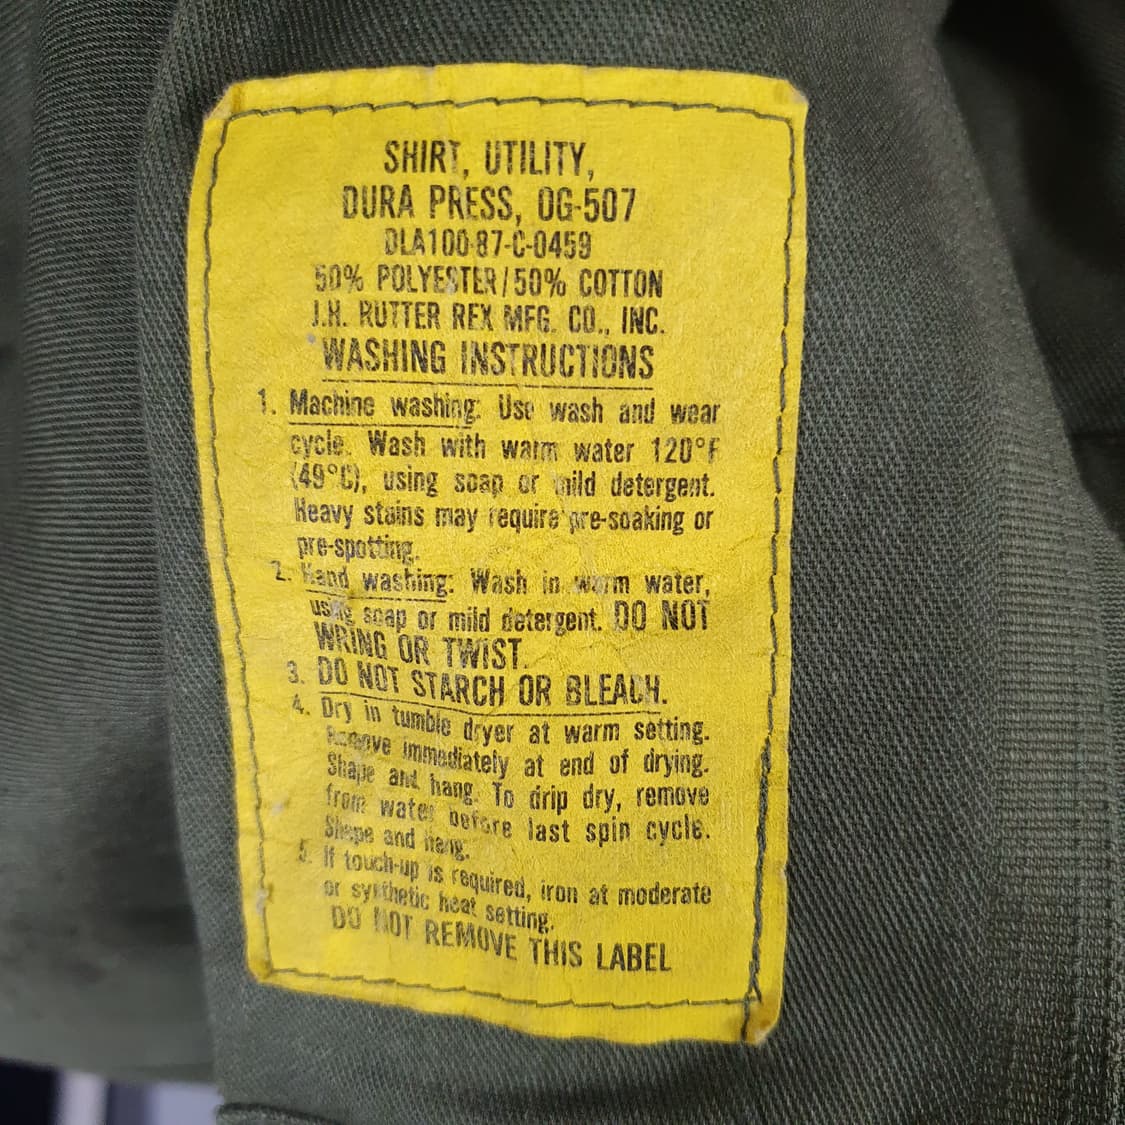 SHIRT, UTILITY,
DURA PRESS, OG-507
DLA100-87-C-0459
50% POLYESTER/50% COTTON
J.H. RUTTER REX MFG. CO., INC.
WASHING INSTRUCTIONS
1. Machine washing: Use wash and wear
cycle. Wash with warm water 120°F
(49°C), using soap or mild detergent.
Heavy stains may require pre-soaking or
pre-spotting.
2. Hand washing: Wash in warm water,
using soap or mild detergent. DO NOT
WRING OR TWIST.
3. DO NOT STARCH OR BLEACH.
4. Dry in tumble dryer at warm setting.
Remove immediately at end of drying.
Shape and hang. To drip dry, remove
from water before last spin cycle.
Shape and hang.
5. If touch-up is required, iron at moderate
or synthetic heat setting.
DO NOT REMOVE THIS LABEL